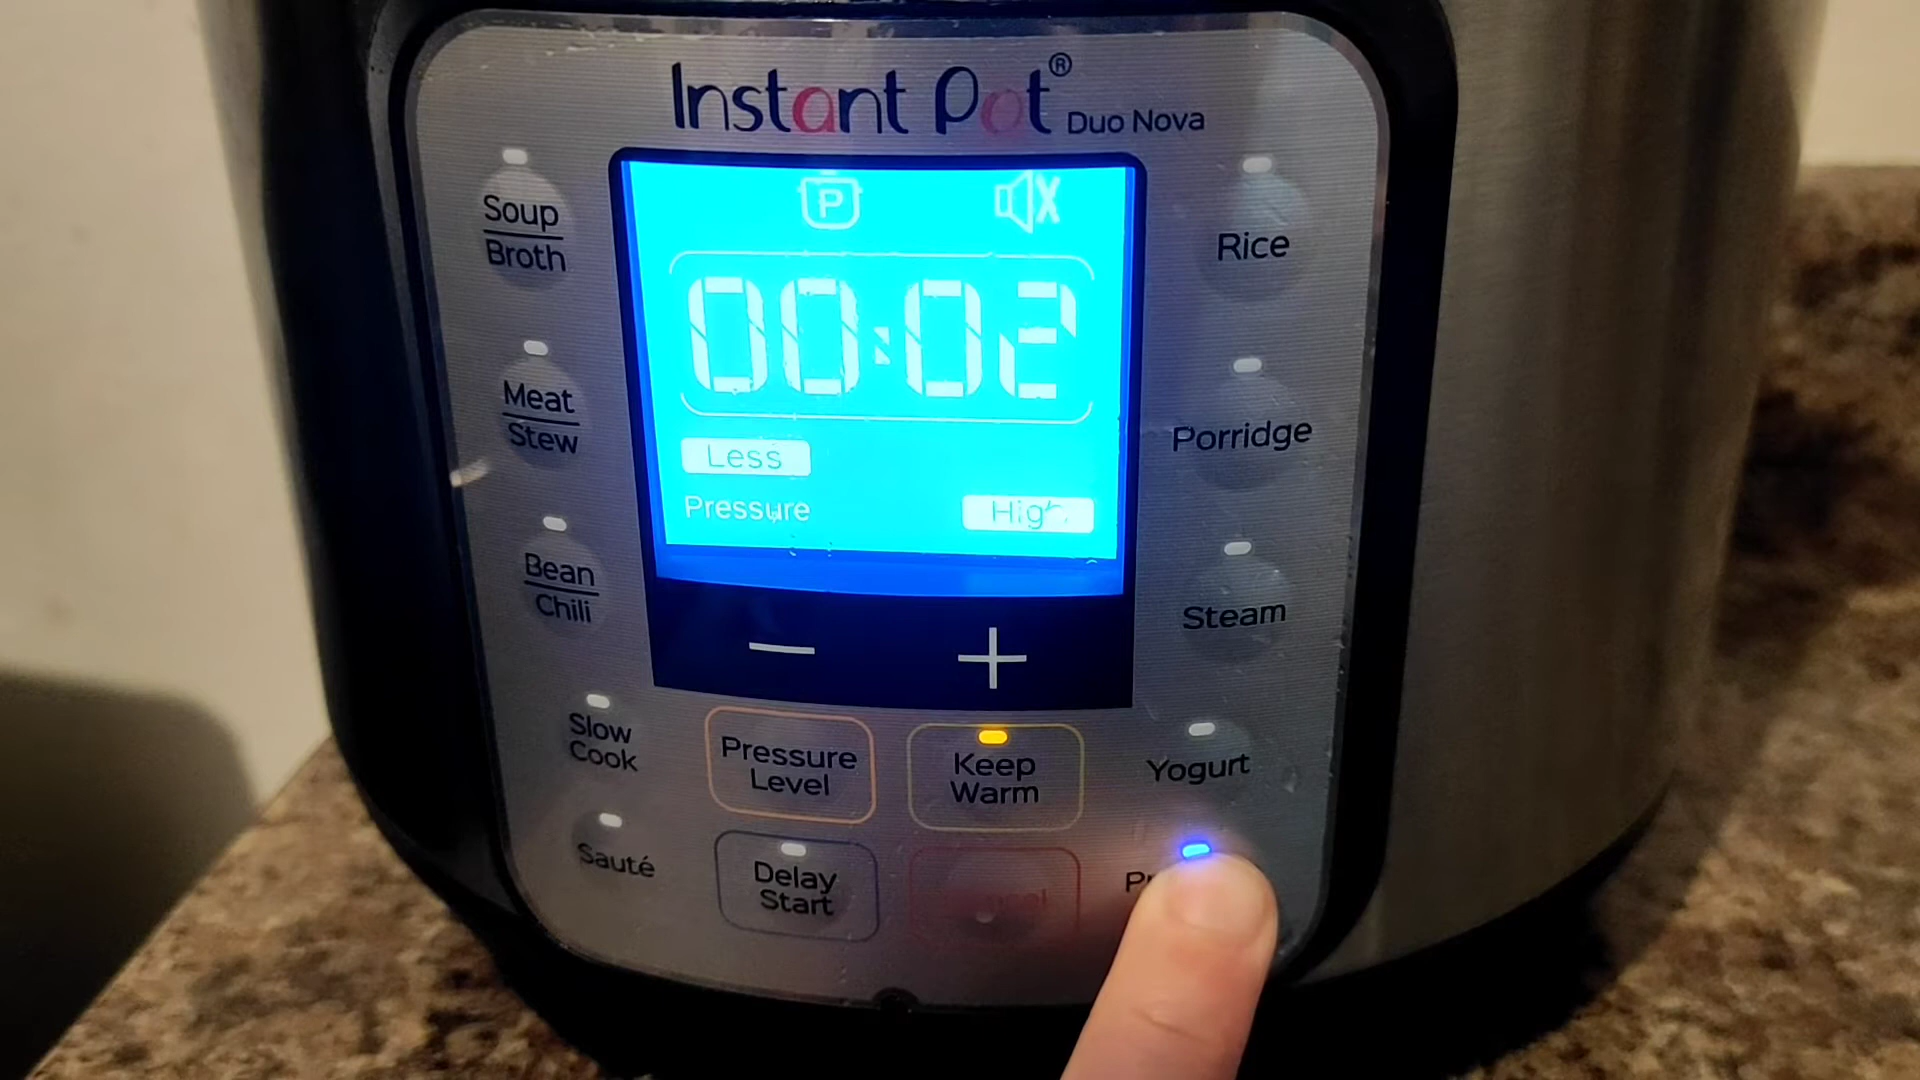 Instant Pot® Duo Nova
P
00:02
Less
Pressure High
Soup
Broth
Meat
Stew
Bean
Chili
Slow
Cook
Sauté
Pressure
Level
Delay
Start
Keep
Warm
Rice
Porridge
Steam
Yogurt